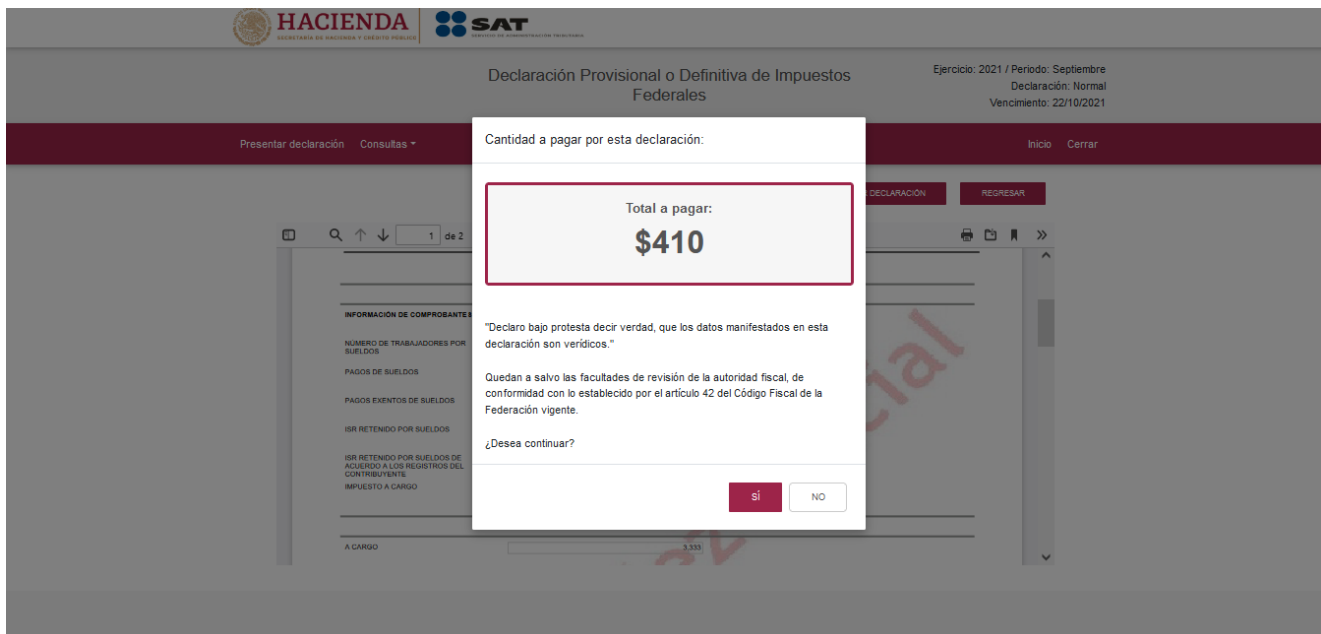 HACIENDA
SECRETARÍA DE HACIENDA Y CRÉDITO PÚBLICO
SAT
SERVICIO DE ADMINISTRACIÓN TRIBUTARIA
Declaración Provisional o Definitiva de Impuestos
Federales
Ejercicio: 2021 / Periodo: Septiembre
Declaración: Normal
Vencimiento: 22/10/2021
Presentar declaración Consultas
Inicio Cerrar
DECLARACIÓN
REGRESAR
1 de 2
Cantidad a pagar por esta declaración:
Total a pagar:
$410
"Declaro bajo protesta decir verdad, que los datos manifestados en esta
declaración son verídicos."
Quedan a salvo las facultades de revisión de la autoridad fiscal, de
conformidad con lo establecido por el artículo 42 del Código Fiscal de la
Federación vigente.
¿Desea continuar?
SÍ
NO
INFORMACIÓN DE COMPROBANTES
NÚMERO DE TRABAJADORES POR
SUELDOS
PAGOS DE SUELDOS
PAGOS EXENTOS DE SUELDOS
ISR RETENIDO POR SUELDOS
ISR RETENIDO POR SUELDOS DE
ACUERDO A LOS REGISTROS DEL
CONTRIBUYENTE
IMPUESTO A CARGO
A CARGO
3,333